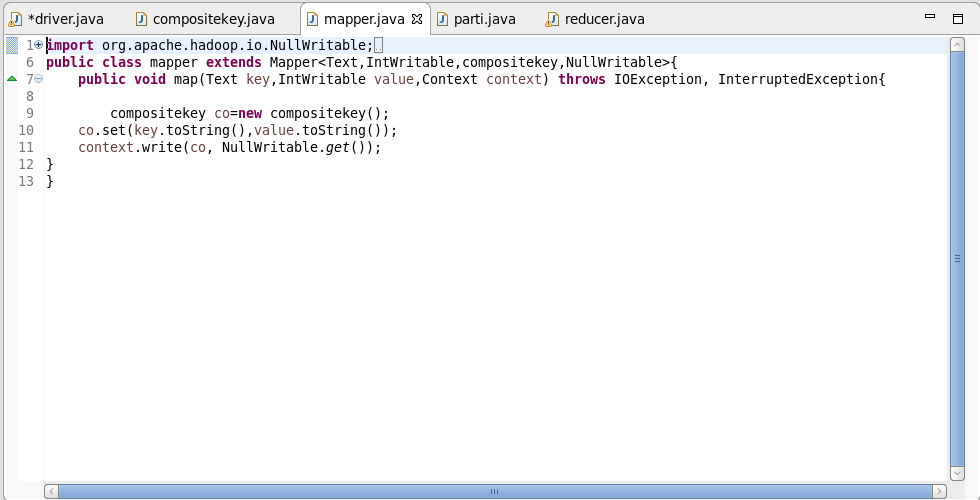 *driver.java compositekey.java mapper.java parti.java reducer.java
1 import org.apache.hadoop.io.NullWritable;
6 public class mapper extends Mapper<Text,IntWritable,compositekey,NullWritable>{
7     public void map(Text key,IntWritable value,Context context) throws IOException, InterruptedException{
8
9         compositekey co=new compositekey();
10     co.set(key.toString(),value.toString());
11     context.write(co, NullWritable.get());
12 }
13 }